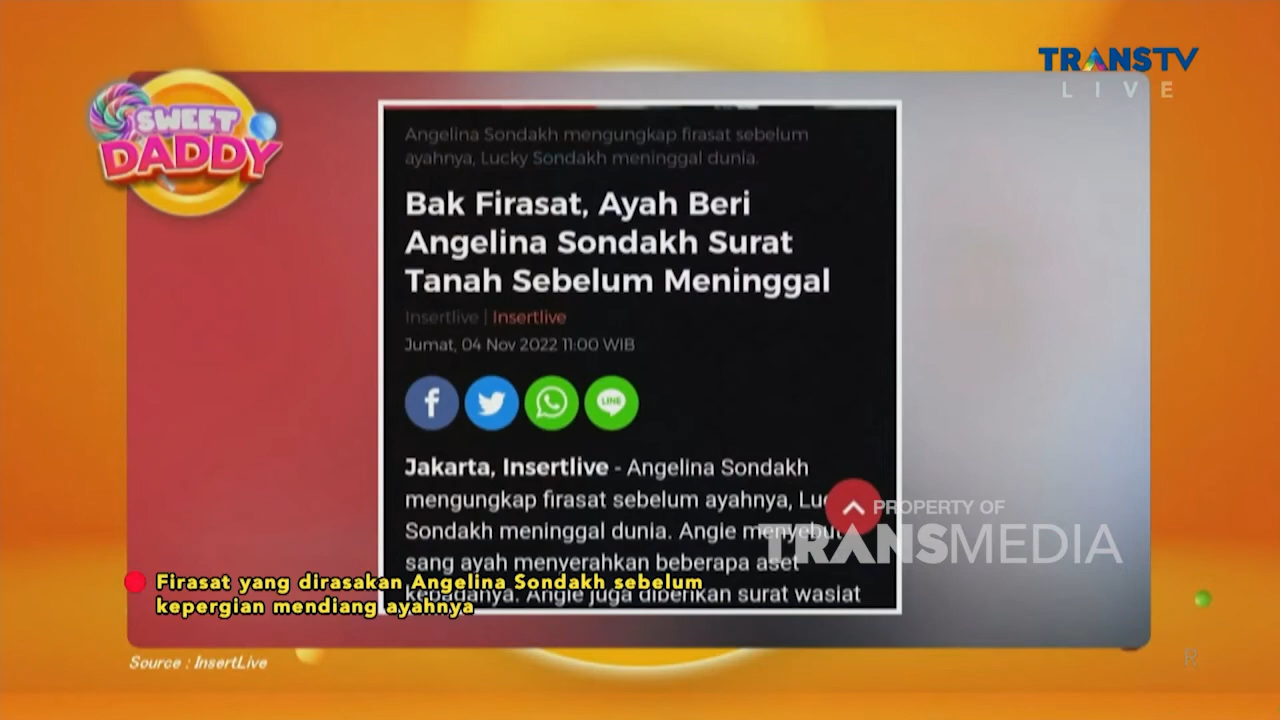 TRANSTV
LIVE
SWEET
DADDY
Angelina Sondakh mengungkap firasat sebelum
ayahnya, Lucky Sondakh meninggal dunia.
Bak Firasat, Ayah Beri
Angelina Sondakh Surat
Tanah Sebelum Meninggal
Insertlive | Insertlive
Jumat, 04 Nov 2022 11:00 WIB
LINE
Jakarta, Insertlive - Angelina Sondakh
mengungkap firasat sebelum ayahnya,
Sondakh meninggal dunia. Angie menyebut
sang ayah menyerahkan beberapa aset
kepadanya. Angie juga diberikan surat wasiat
PROPERTY OF
TRANSMEDIA
Firasat yang dirasakan Angelina Sondakh sebelum
kepergian mendiang ayahnya
Source : InsertLive
R